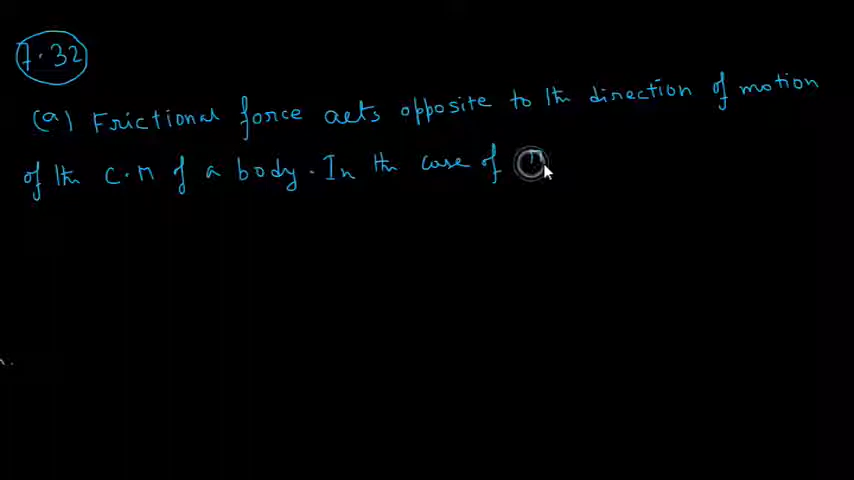 7.32
(a) Frictional force acts opposite to the direction of motion
of the C.M of a body. In the case of